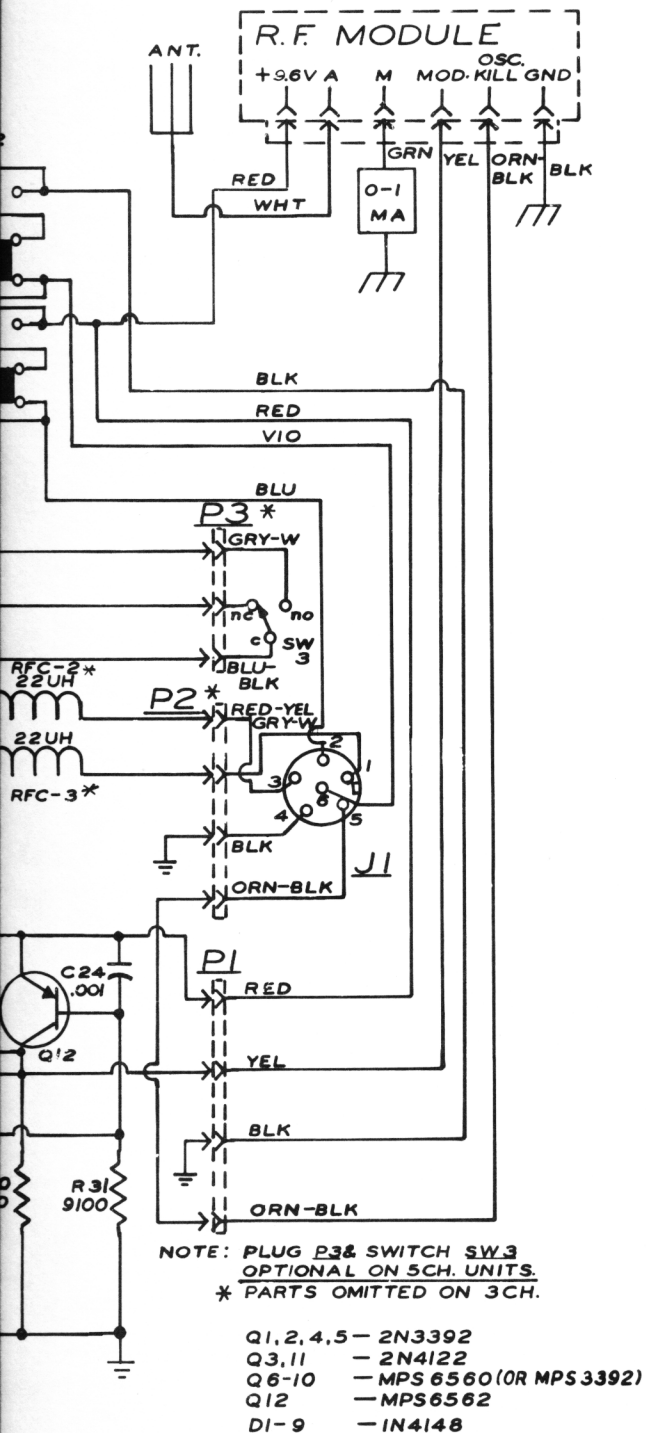 R.F. MODULE
ANT.
+9.6V A M MOD. OSC. KILL GND
GRN YEL ORN-BLK BLK
RED
WHT
0-1 MA
BLK
RED
VIO
BLU
P3 *
GRY-W
nc no
c SW 3
BLU-BLK
RFC-2*
22UH
P2 *
RED-YEL
GRY-W
22UH
RFC-3*
2
1
3
6
4
5
BLK
J1
ORN-BLK
P1
C24
.001
RED
Q12
YEL
BLK
R31
9100
ORN-BLK
NOTE: PLUG P3& SWITCH SW3
OPTIONAL ON 5CH. UNITS.
* PARTS OMITTED ON 3CH.
Q1,2,4,5 — 2N3392
Q3,11 — 2N4122
Q6-10 — MPS 6560 (OR MPS 3392)
Q12 — MPS6562
D1-9 — 1N4148